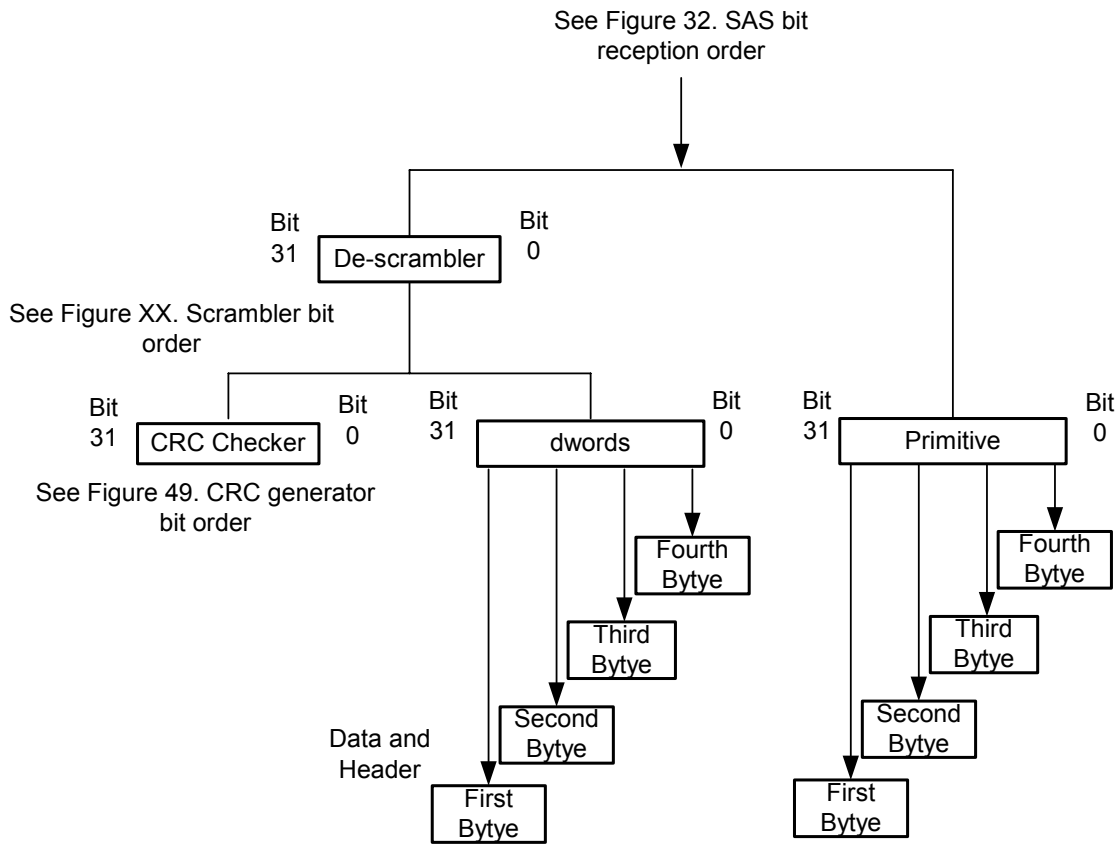 See Figure 32. SAS bit
reception order
Bit
31
De-scrambler
Bit
0
See Figure XX. Scrambler bit
order
Bit
31
CRC Checker
Bit
0
See Figure 49. CRC generator
bit order
Bit
31
dwords
Bit
0
Bit
31
Primitive
Bit
0
Fourth
Bytye
Third
Bytye
Second
Bytye
Data and
Header
First
Bytye
Fourth
Bytye
Third
Bytye
Second
Bytye
First
Bytye